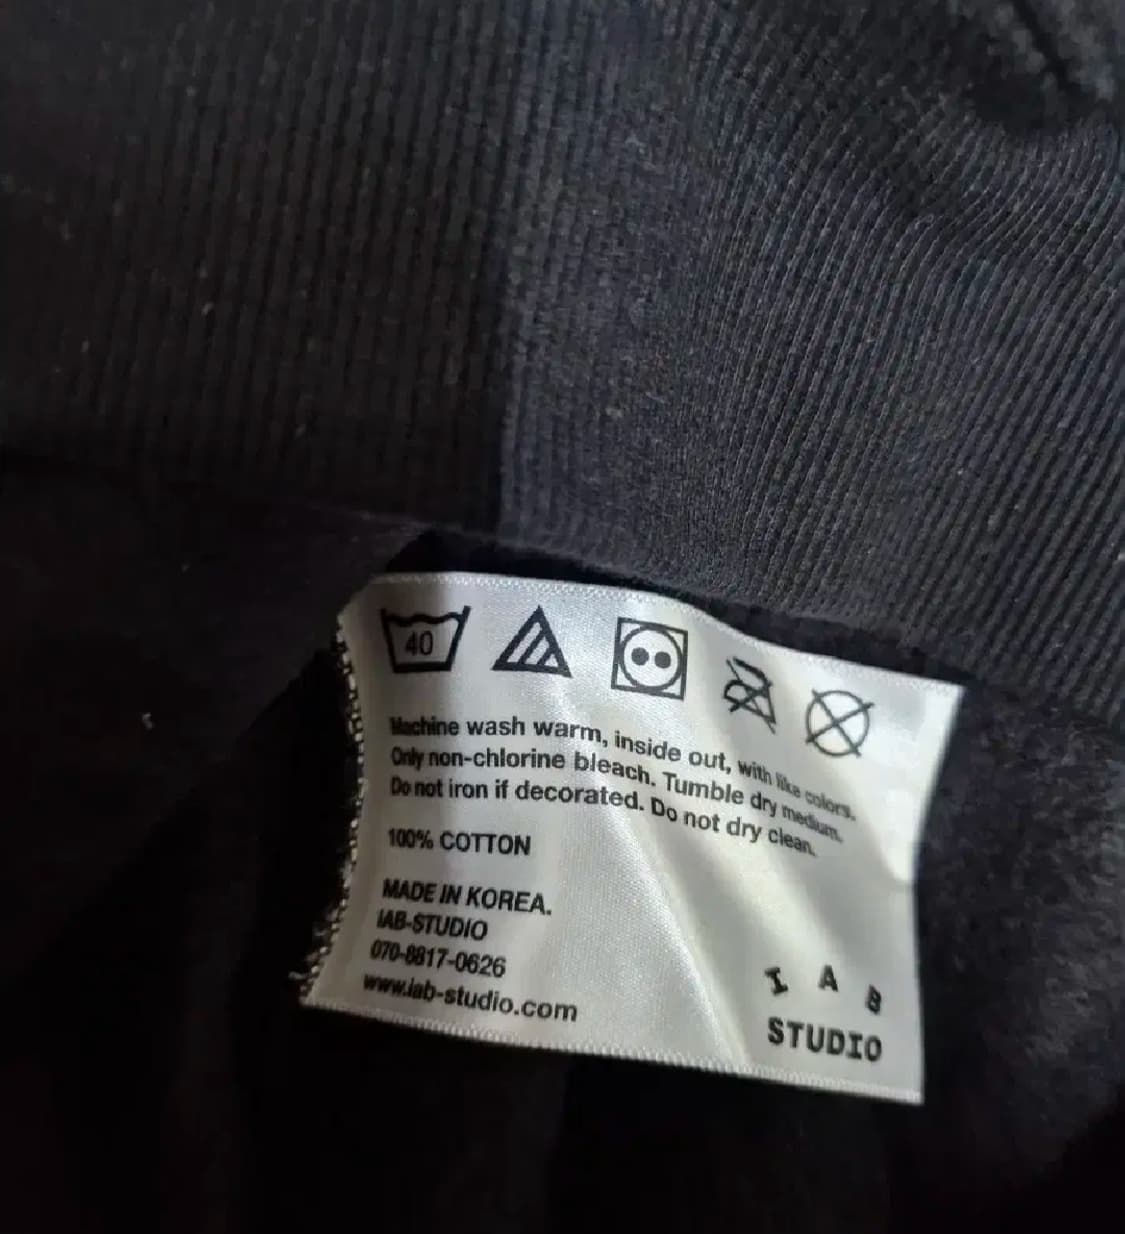 40
Machine wash warm, inside out, with like colors.
Only non-chlorine bleach. Tumble dry medium.
Do not iron if decorated. Do not dry clean.
100% COTTON
MADE IN KOREA.
IAB-STUDIO
070-8817-0626
www.iab-studio.com
I A B
STUDIO